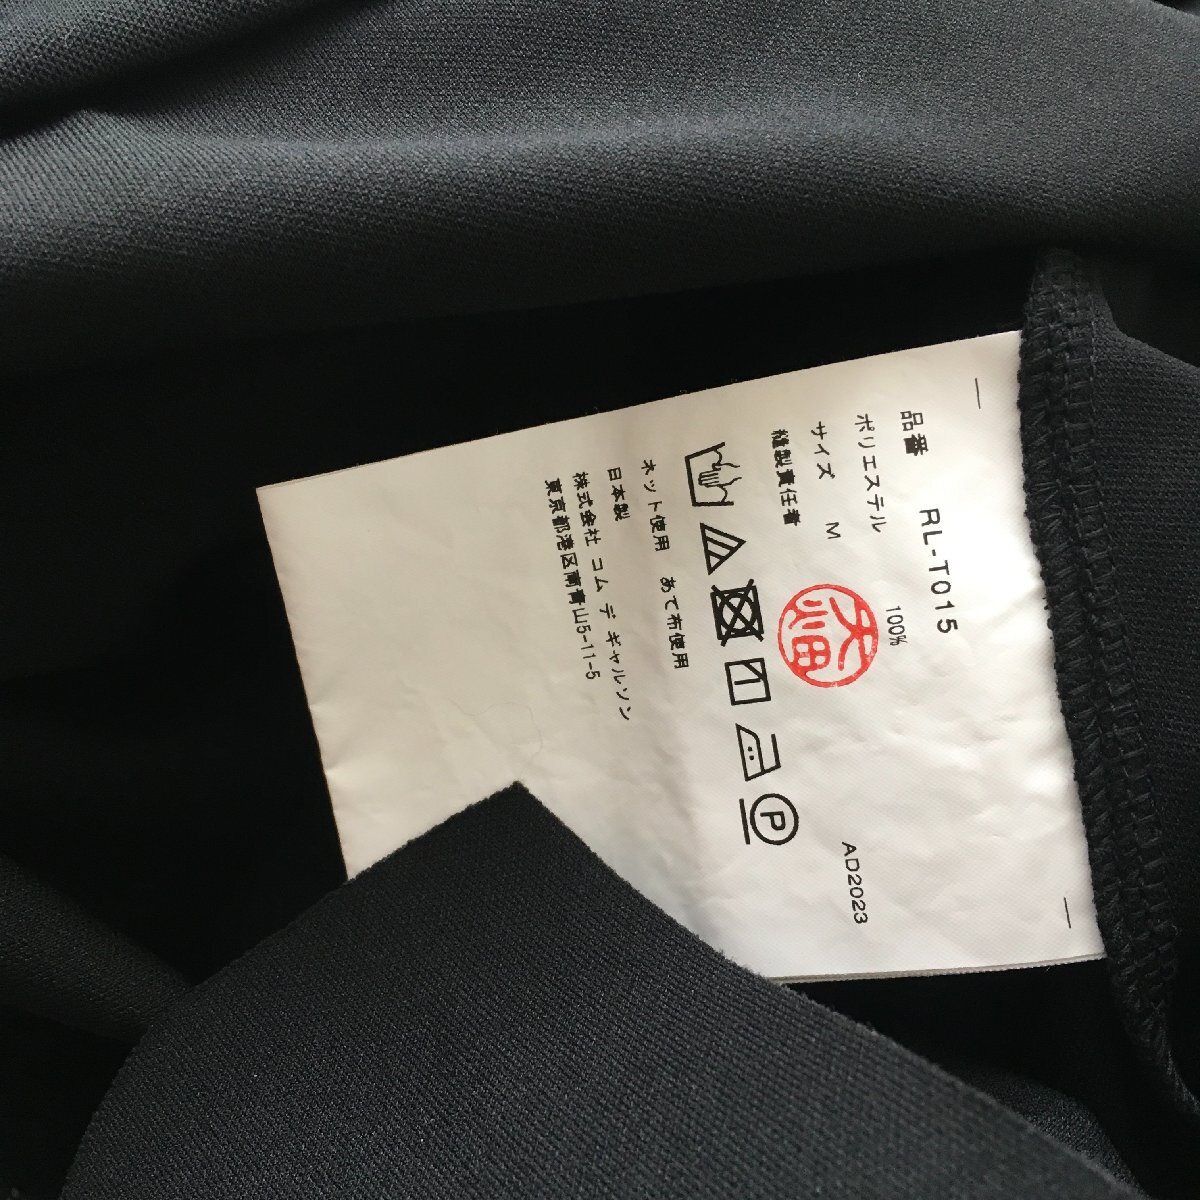 品番 RL-T015
ポリエステル 100%
サイズ M
縫製責任者 天畑
AD2023
P
ネット使用 あて布使用
日本製
株式会社 コム デ ギャルソン
東京都港区南青山5-11-5